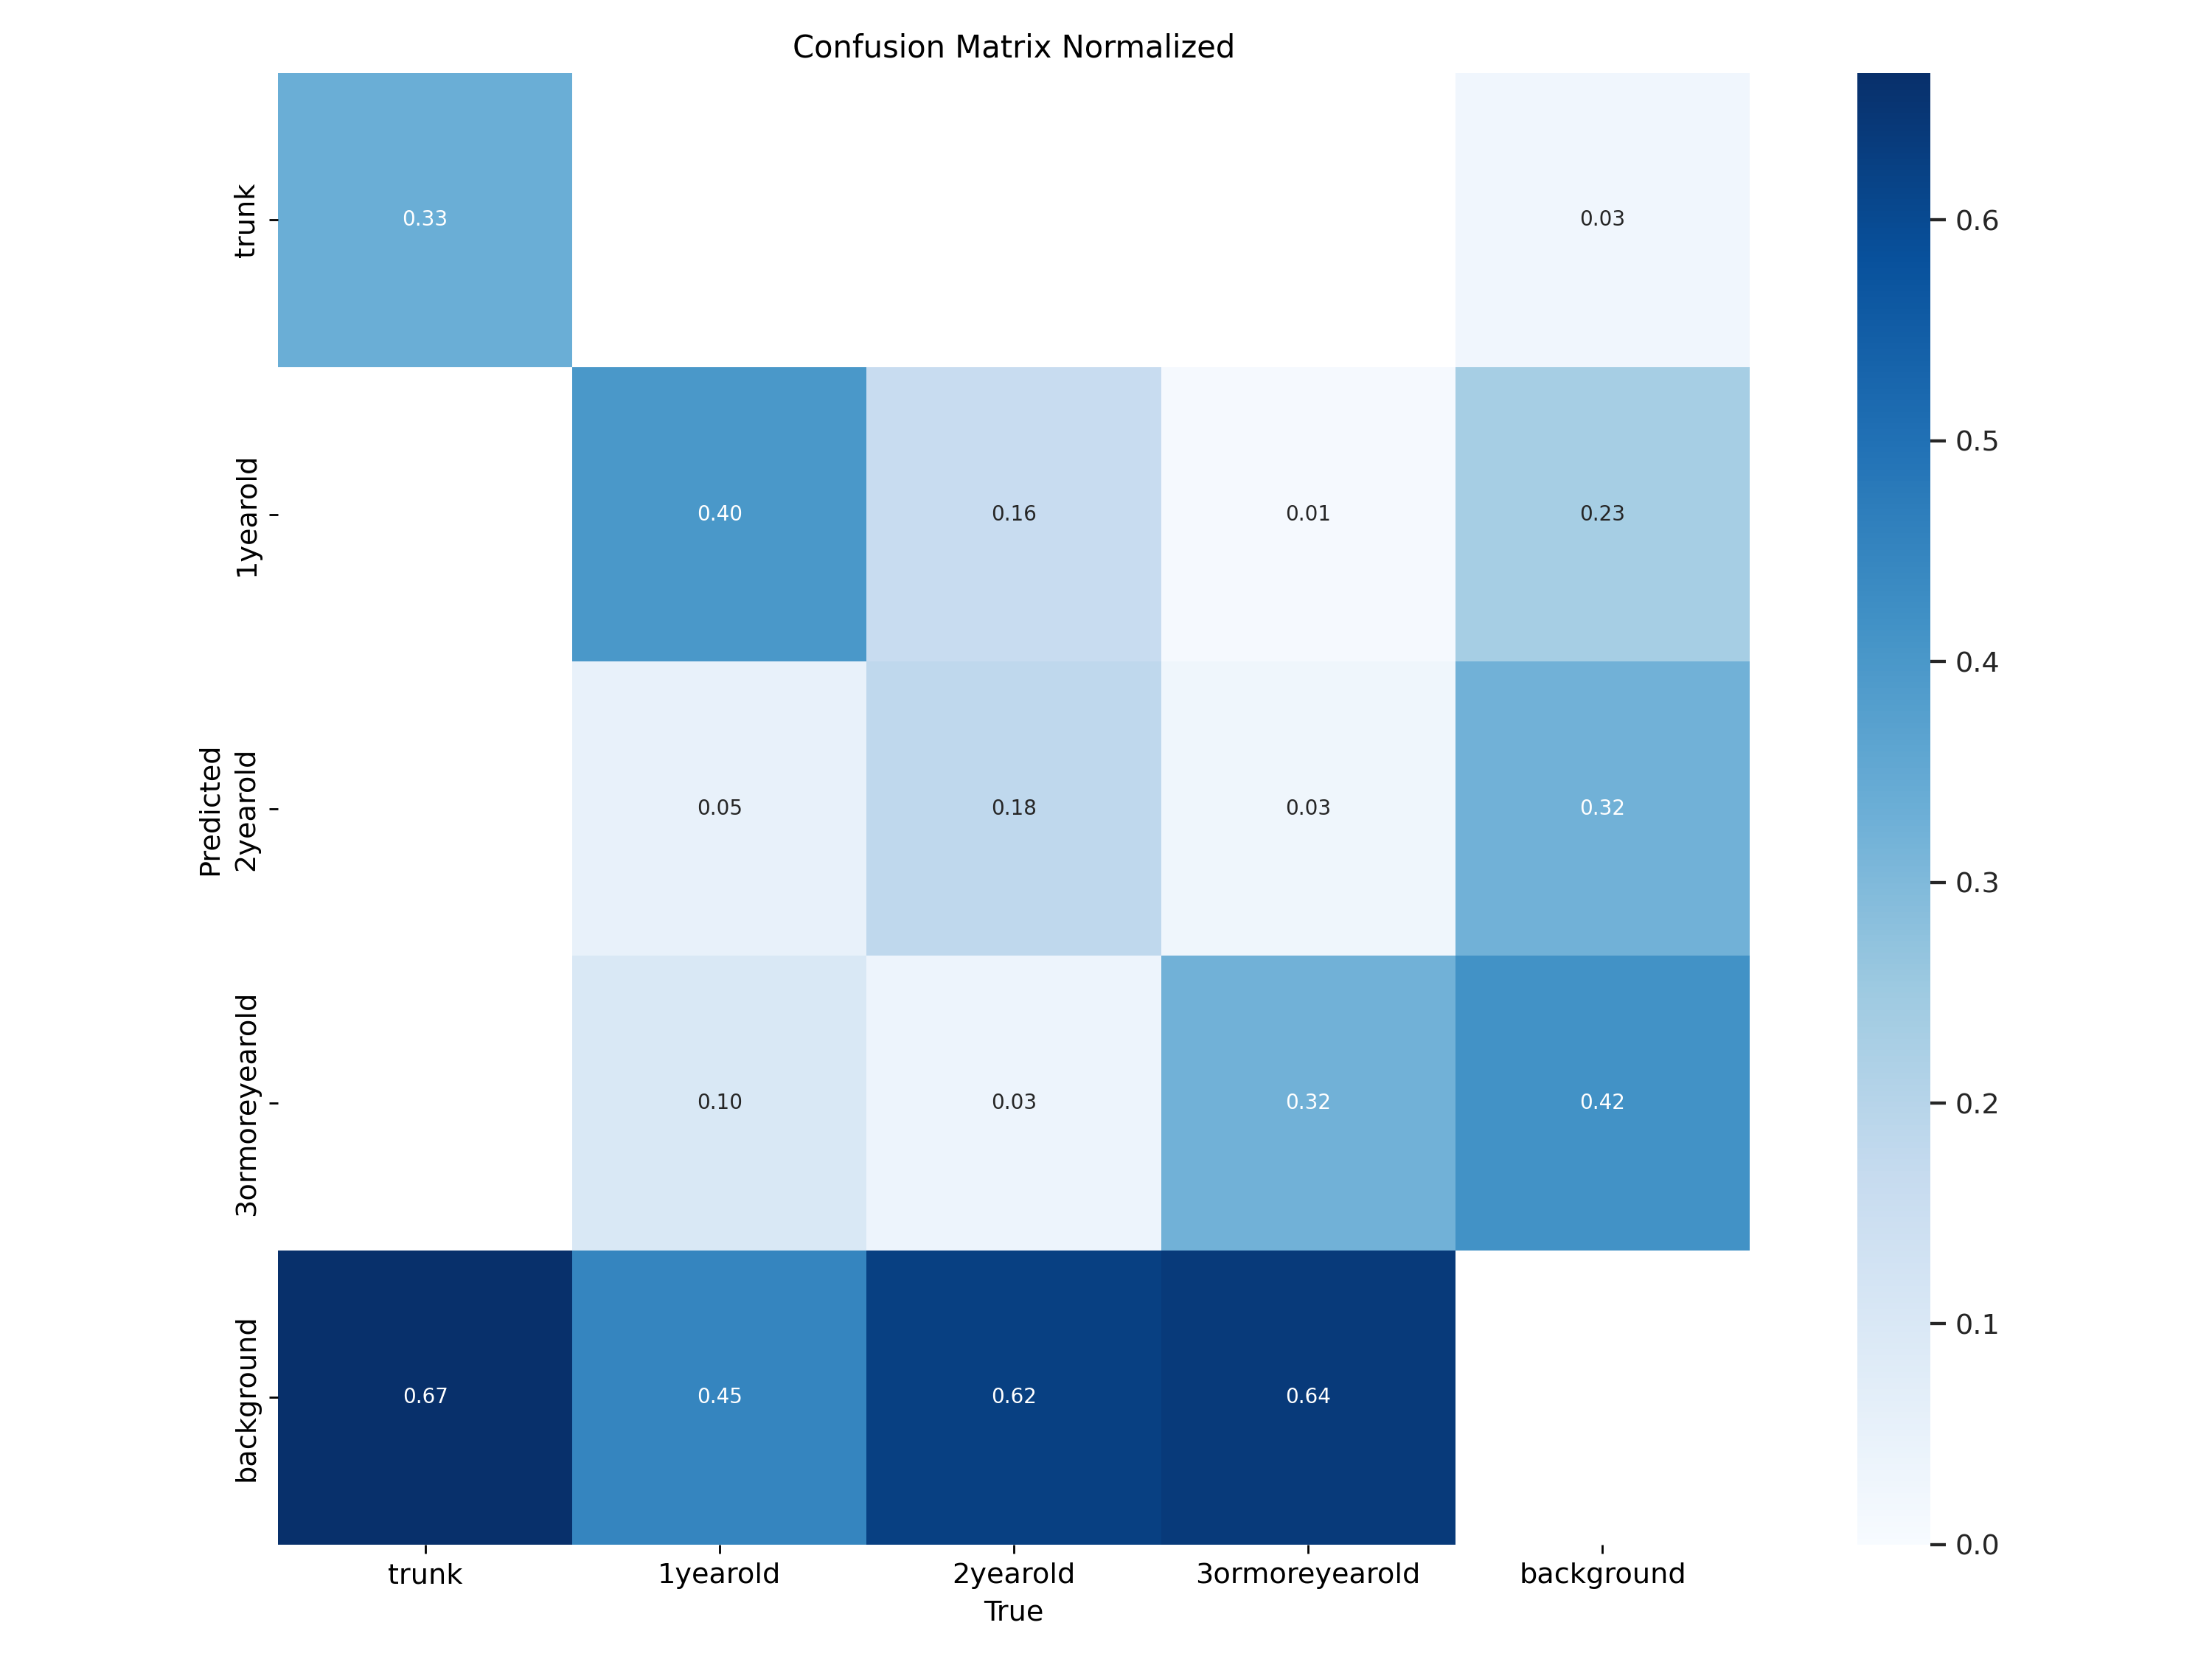 Confusion Matrix Normalized
trunk
0.33
0.03
0.6
1yearold
0.40
0.16
0.01
0.23
0.5
0.4
Predicted
2yearold
0.05
0.18
0.03
0.32
0.3
3ormoreyearold
0.10
0.03
0.32
0.42
0.2
0.1
background
0.67
0.45
0.62
0.64
0.0
trunk
1yearold
2yearold
3ormoreyearold
background
True